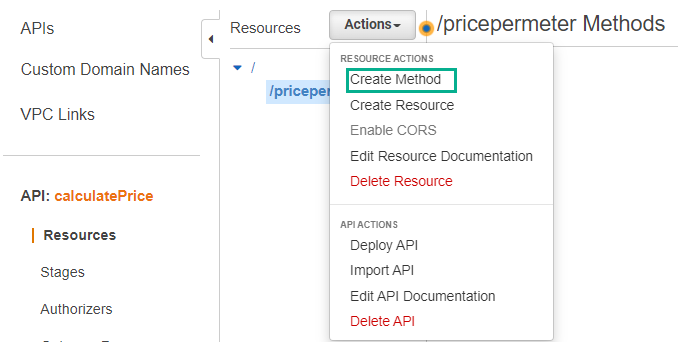 APIs
Custom Domain Names
VPC Links
API: calculatePrice
Resources
Stages
Authorizers
Resources
Actions
/pricepermeter Methods
/
RESOURCE ACTIONS
Create Method
Create Resource
Enable CORS
Edit Resource Documentation
Delete Resource
API ACTIONS
Deploy API
Import API
Edit API Documentation
Delete API